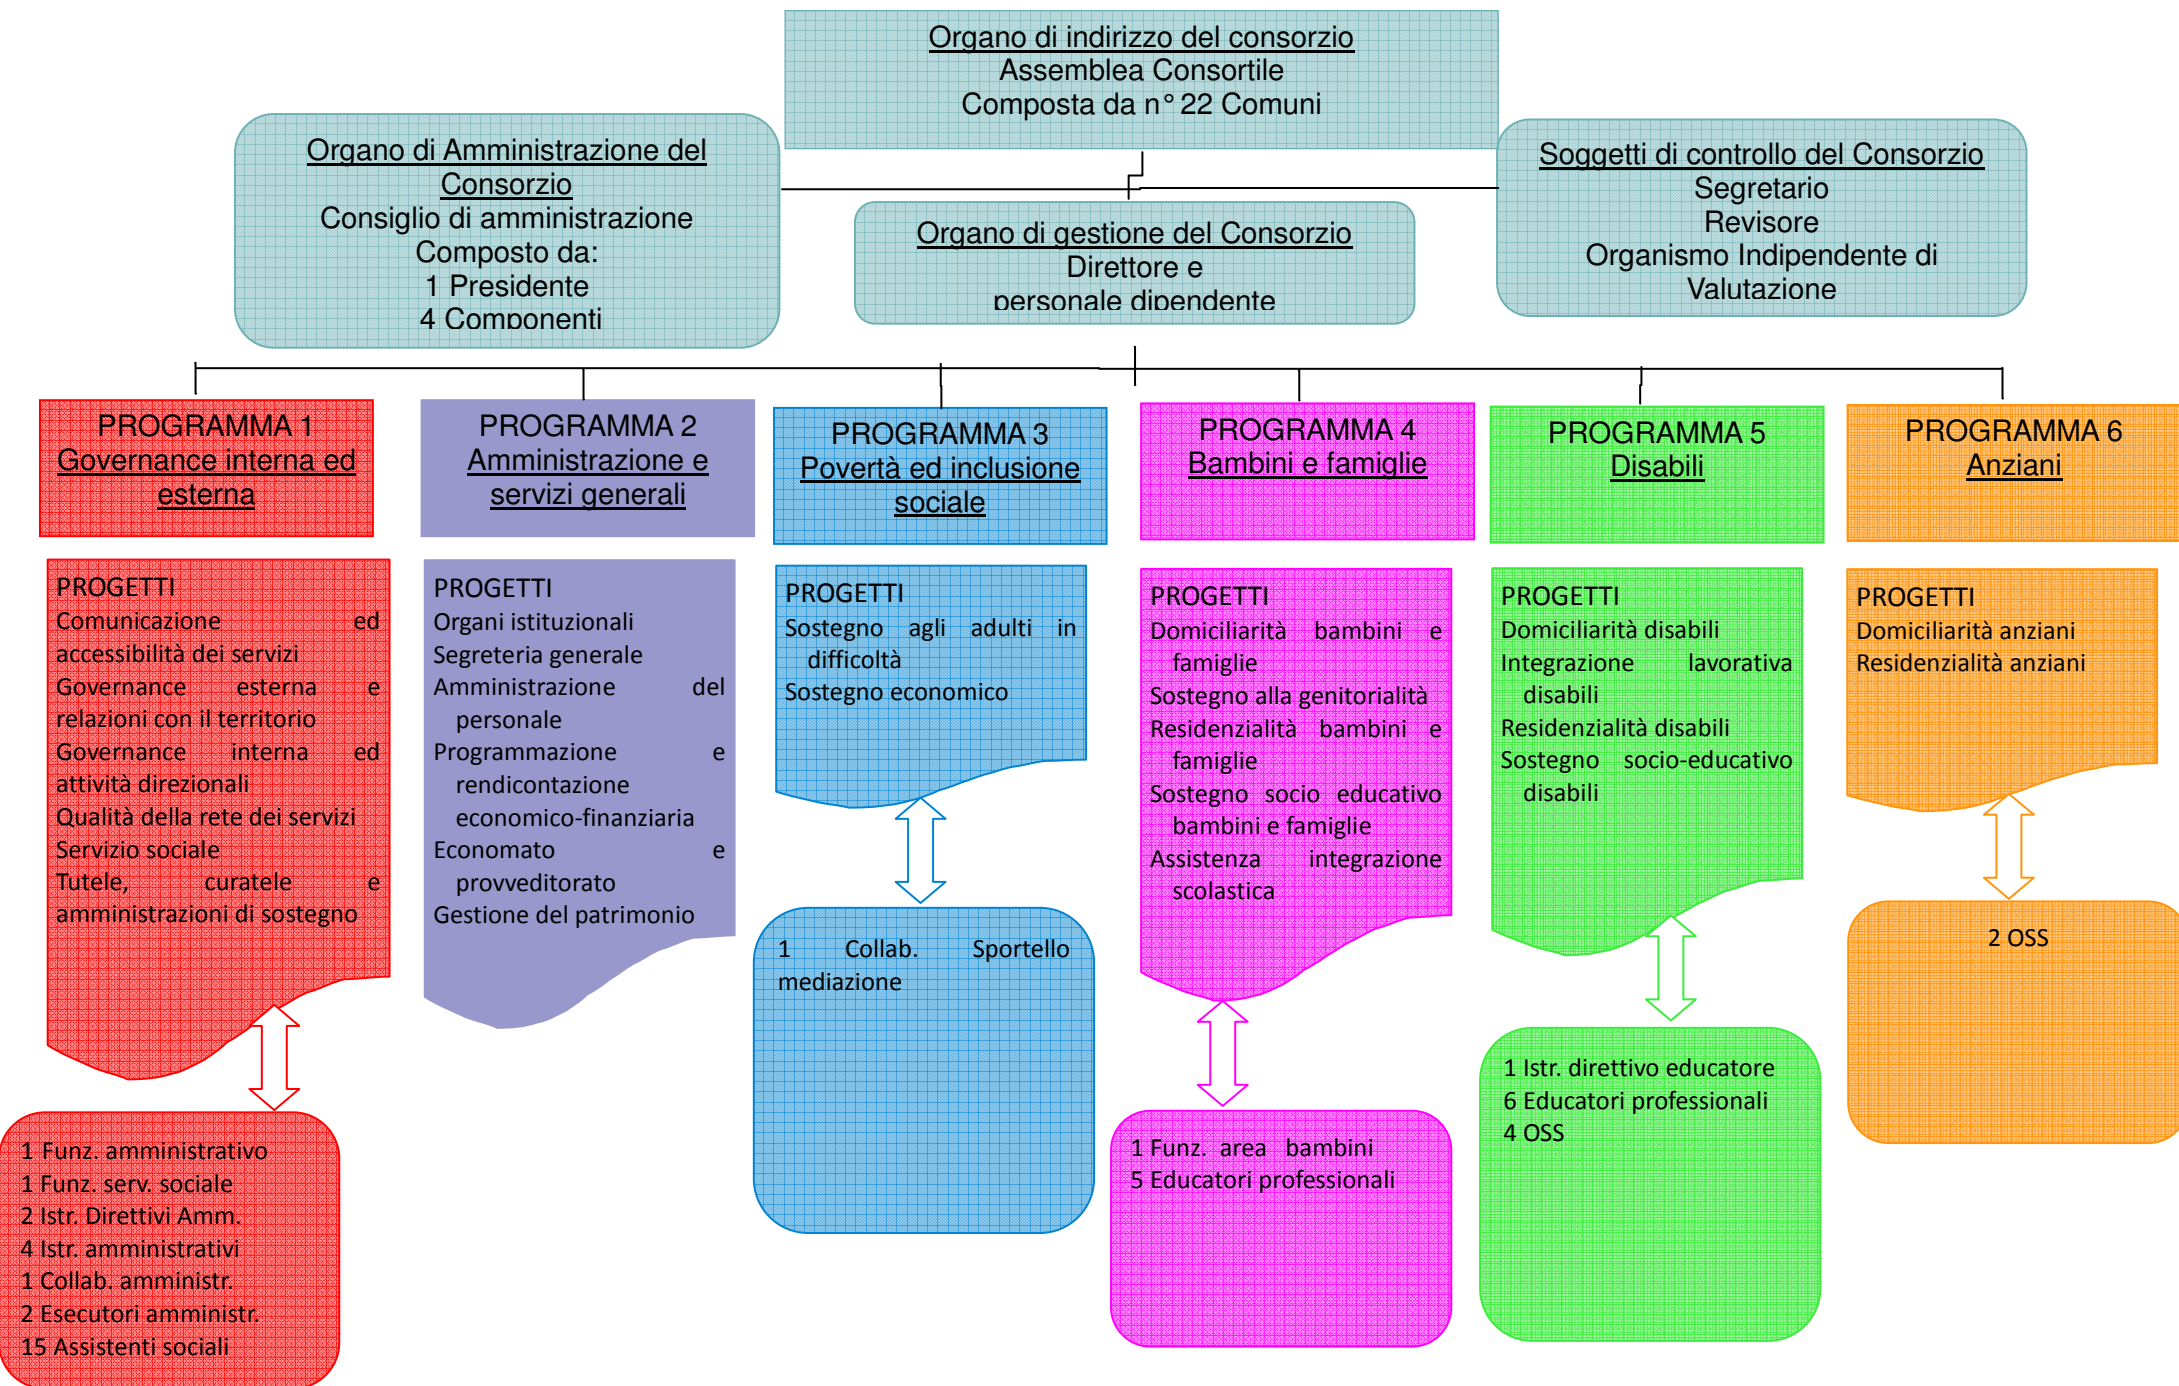 Organo di indirizzo del consorzio
Assemblea Consortile
Composta da n° 22 Comuni
Organo di Amministrazione del
Consorzio
Consiglio di amministrazione
Composto da:
1 Presidente
4 Componenti
Organo di gestione del Consorzio
Direttore e
personale dipendente
Soggetti di controllo del Consorzio
Segretario
Revisore
Organismo Indipendente di
Valutazione
PROGRAMMA 1
Governance interna ed
esterna
PROGRAMMA 2
Amministrazione e
servizi generali
PROGRAMMA 3
Povertà ed inclusione
sociale
PROGRAMMA 4
Bambini e famiglie
PROGRAMMA 5
Disabili
PROGRAMMA 6
Anziani
PROGETTI
Comunicazione ed
accessibilità dei servizi
Governance esterna e
relazioni con il territorio
Governance interna ed
attività direzionali
Qualità della rete dei servizi
Servizio sociale
Tutele, curatele e
amministrazioni di sostegno
PROGETTI
Organi istituzionali
Segreteria generale
Amministrazione del
personale
Programmazione e
rendicontazione
economico-finanziaria
Economato e
provveditorato
Gestione del patrimonio
PROGETTI
Sostegno agli adulti in
difficoltà
Sostegno economico
PROGETTI
Domiciliarità bambini e
famiglie
Sostegno alla genitorialità
Residenzialità bambini e
famiglie
Sostegno socio educativo
bambini e famiglie
Assistenza integrazione
scolastica
PROGETTI
Domiciliarità disabili
Integrazione lavorativa
disabili
Residenzialità disabili
Sostegno socio-educativo
disabili
PROGETTI
Domiciliarità anziani
Residenzialità anziani
1 Funz. amministrativo
1 Funz. serv. sociale
2 Istr. Direttivi Amm.
4 Istr. amministrativi
1 Collab. amministr.
2 Esecutori amministr.
15 Assistenti sociali
1 Collab. Sportello
mediazione
1 Funz. area bambini
5 Educatori professionali
1 Istr. direttivo educatore
6 Educatori professionali
4 OSS
2 OSS